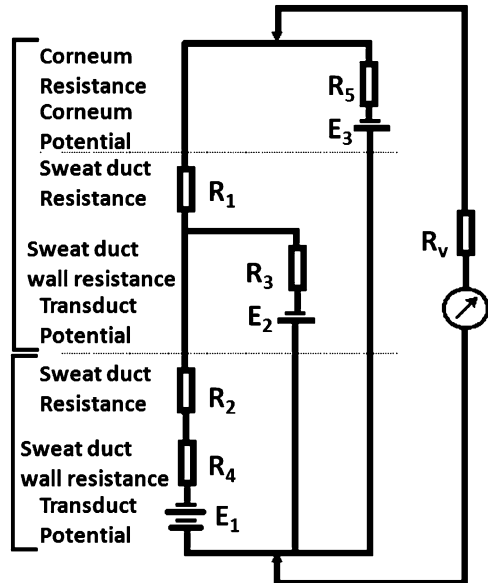 Corneum
Resistance
Corneum
Potential
R5
E3
Sweat duct
Resistance
R1
Sweat duct
wall resistance
Transduct
Potential
R3
E2
Rv
Sweat duct
Resistance
R2
Sweat duct
wall resistance
Transduct
Potential
R4
E1